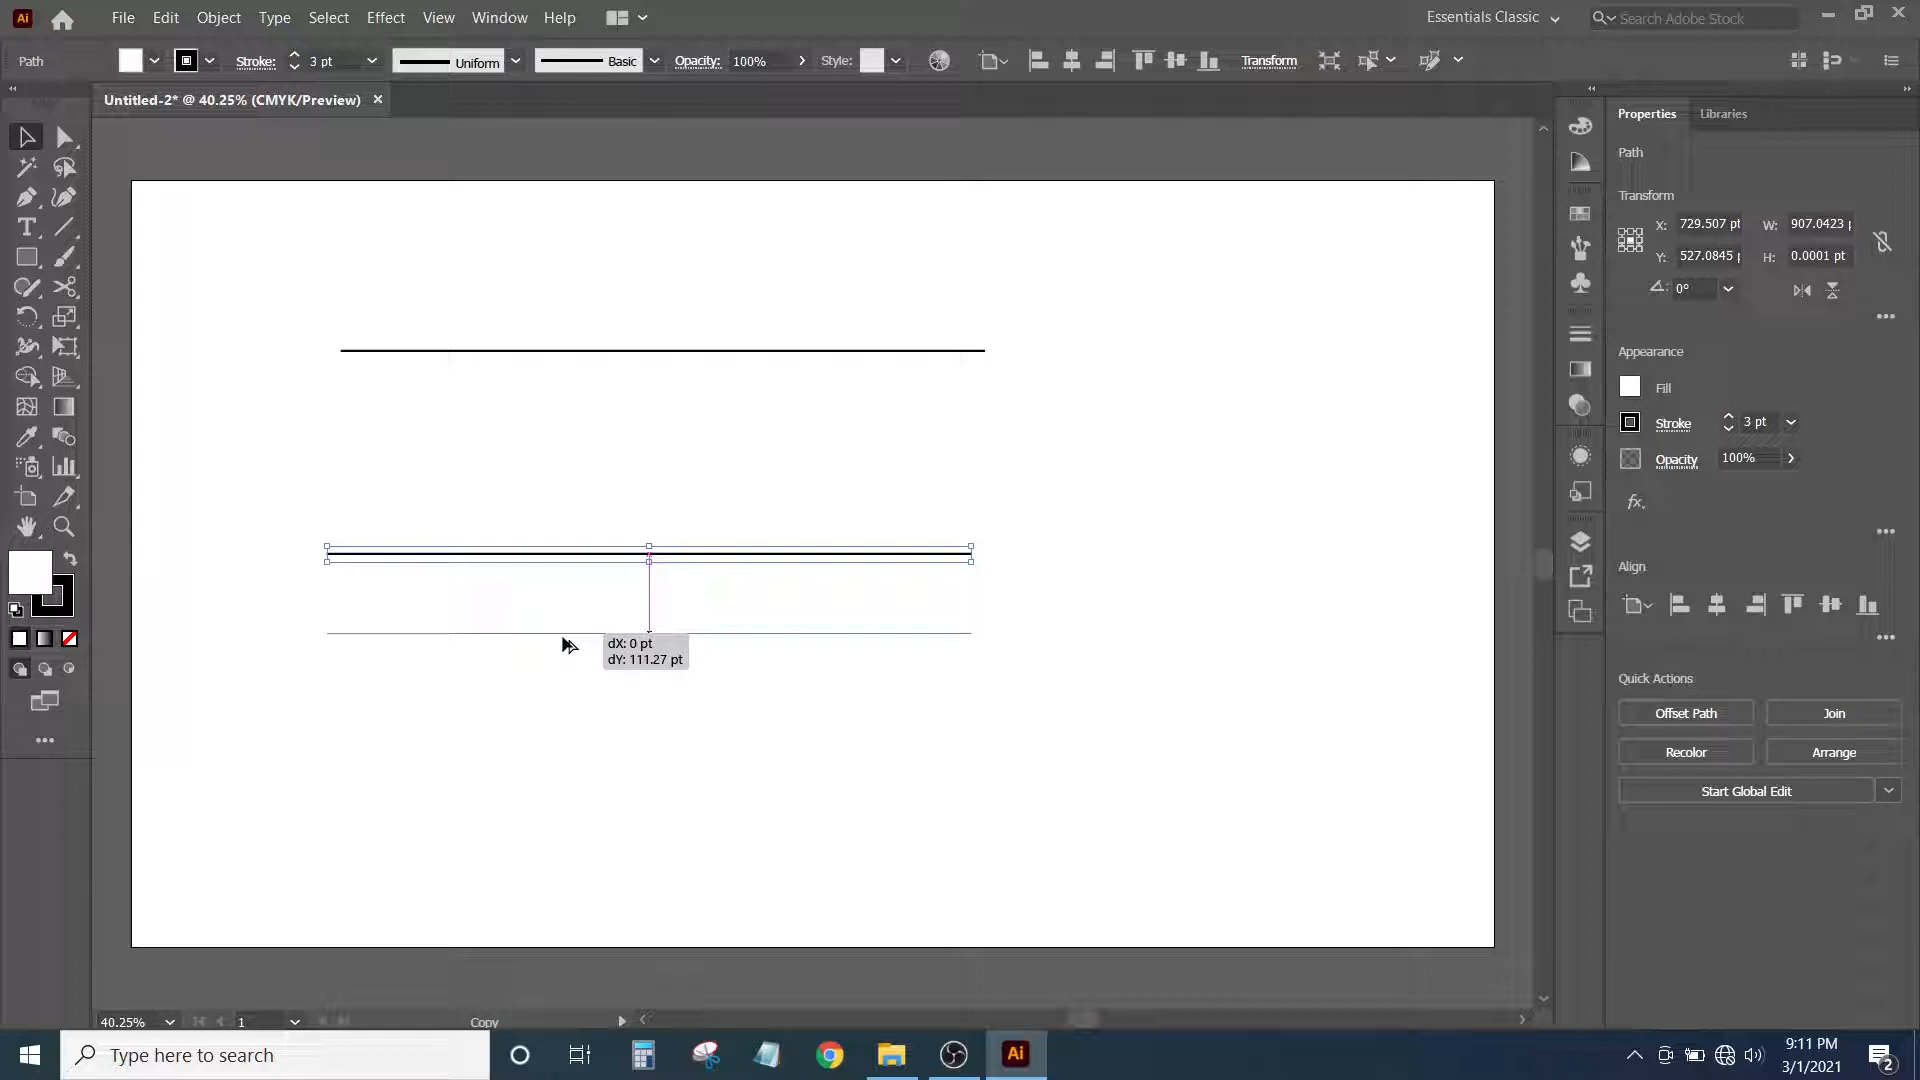 Ai File Edit Object Type Select Effect View Window Help Essentials Classic Search Adobe Stock
Path Stroke: 3 pt Uniform Basic Opacity: 100% Style: Transform
Untitled-2* @ 40.25% (CMYK/Preview)
Properties Libraries
Path
Transform
X: 729.507 pt W: 907.0423
Y: 527.0845 H: 0.0001 pt
0°
Appearance
Fill
Stroke 3 pt
Opacity 100%
fx
Align
dX: 0 pt
dY: 111.27 pt
Quick Actions
Offset Path Join
Recolor Arrange
Start Global Edit
40.25% 1 Copy
Type here to search Ai
9:11 PM
3/1/2021
2